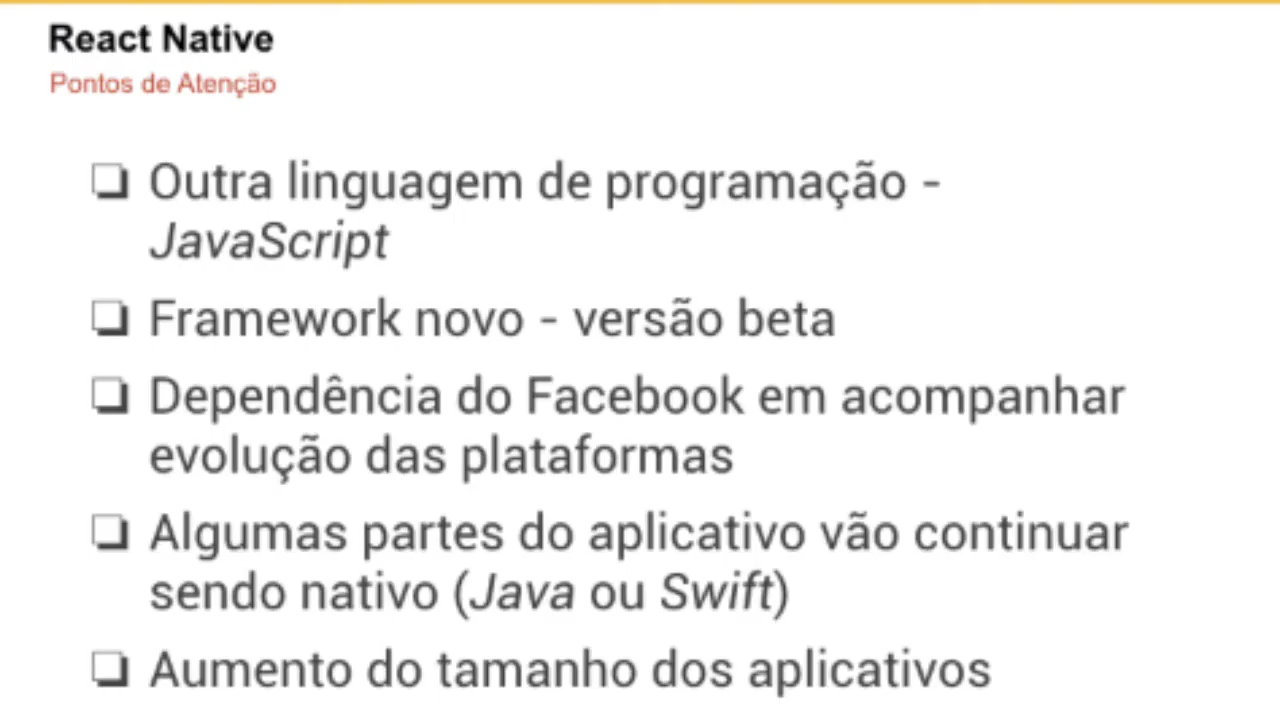 React Native
Pontos de Atenção
❏ Outra linguagem de programação -
JavaScript
❏ Framework novo - versão beta
❏ Dependência do Facebook em acompanhar
evolução das plataformas
❏ Algumas partes do aplicativo vão continuar
sendo nativo (Java ou Swift)
❏ Aumento do tamanho dos aplicativos